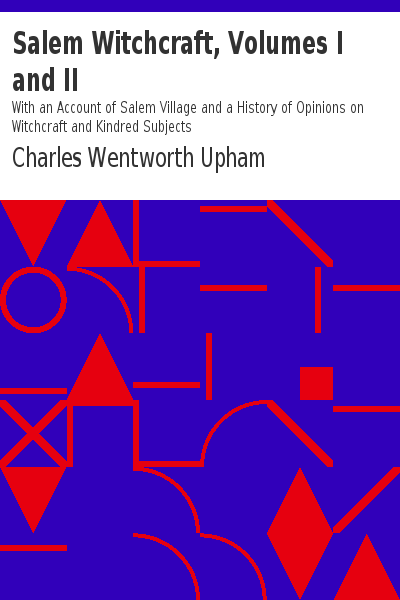 Salem Witchcraft, Volumes I
and II
With an Account of Salem Village and a History of Opinions on
Witchcraft and Kindred Subjects
Charles Wentworth Upham